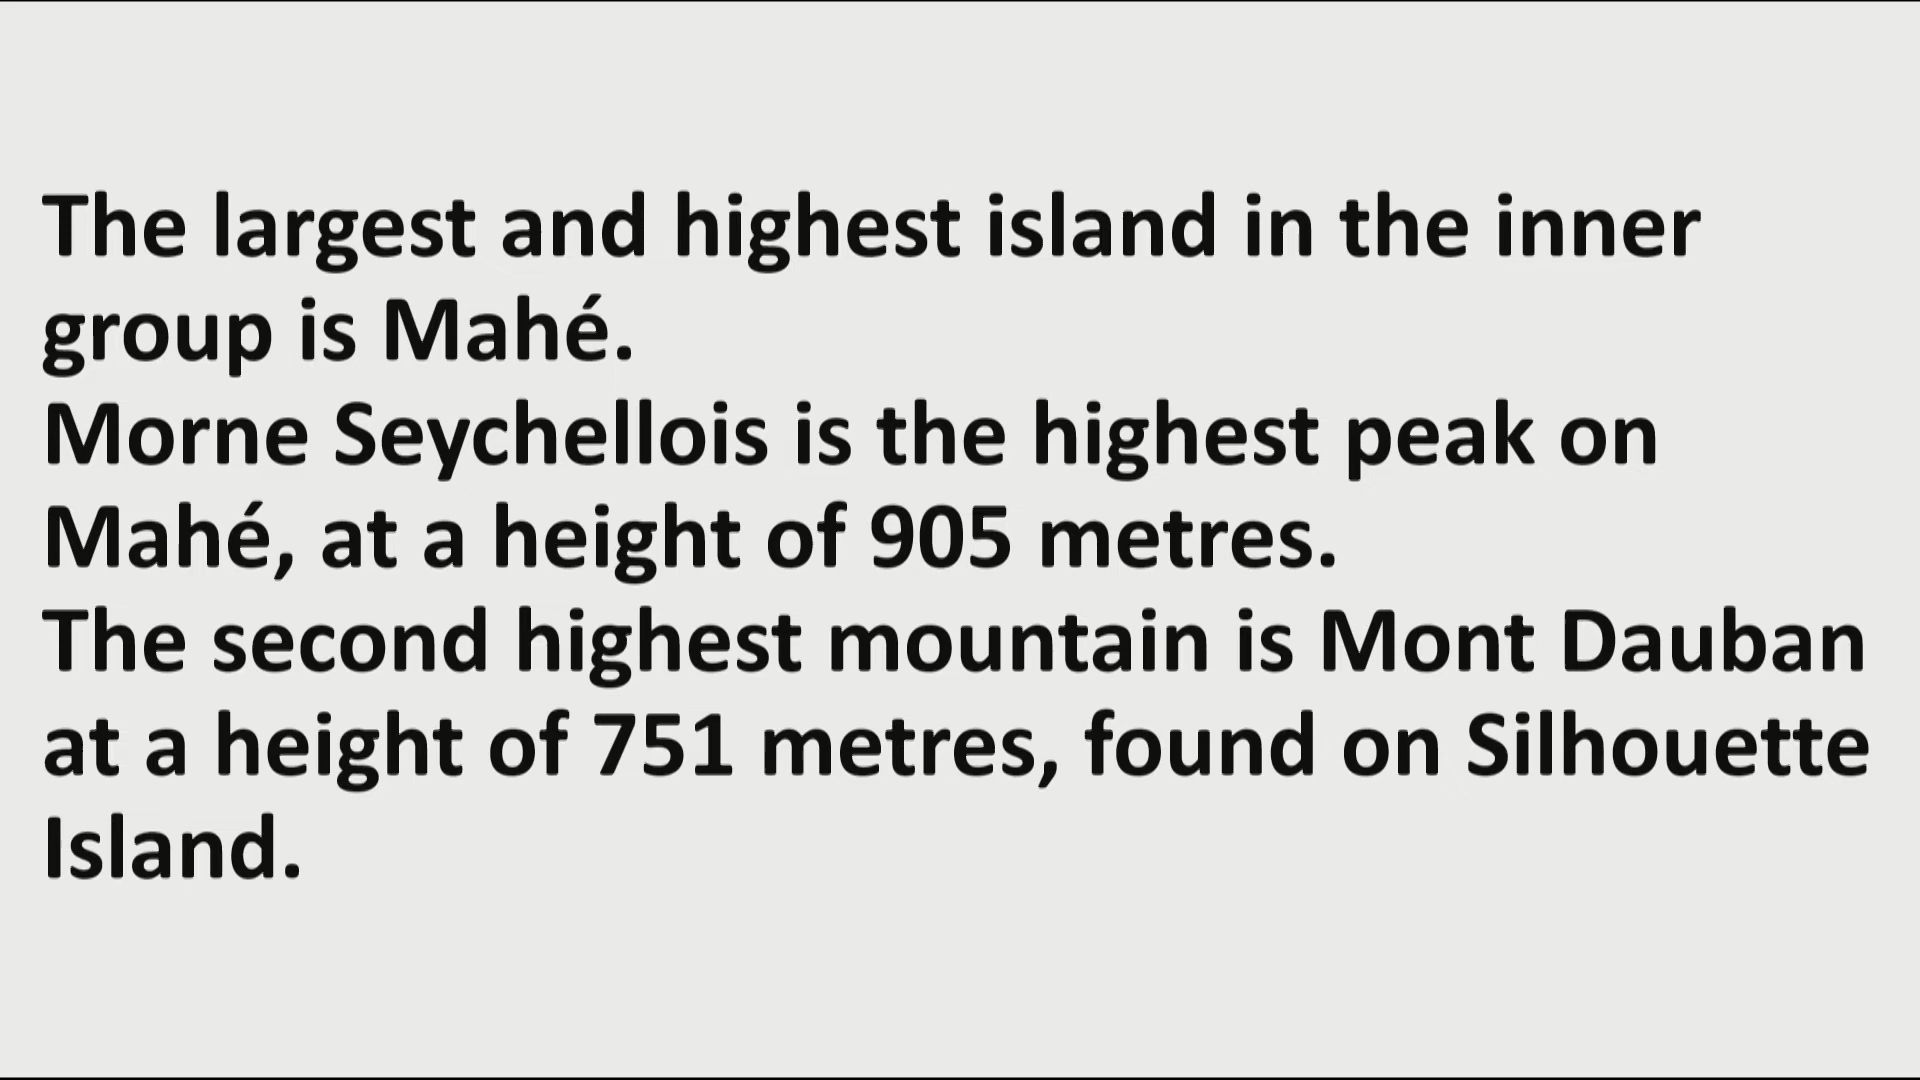 The largest and highest island in the inner
group is Mahé.
Morne Seychellois is the highest peak on
Mahé, at a height of 905 metres.
The second highest mountain is Mont Dauban
at a height of 751 metres, found on Silhouette
Island.